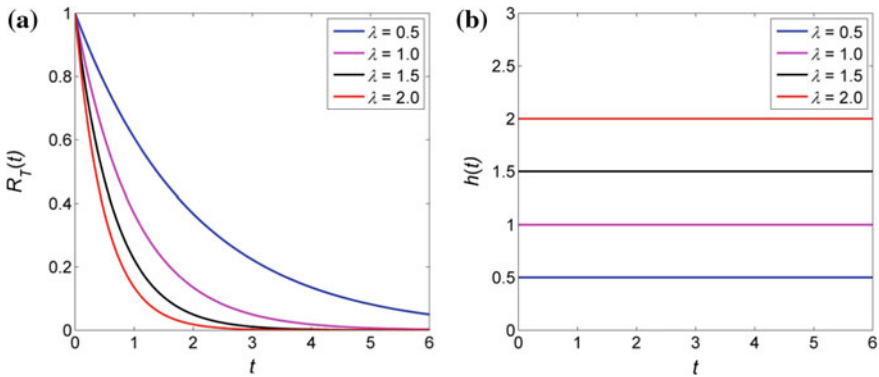 (a)
1
0.8
0.6
0.4
0.2
0
R_T(t)
λ = 0.5
λ = 1.0
λ = 1.5
λ = 2.0
0 1 2 3 4 5 6
t
(b)
3
2.5
2
1.5
1
0.5
0
h(t)
λ = 0.5
λ = 1.0
λ = 1.5
λ = 2.0
0 1 2 3 4 5 6
t